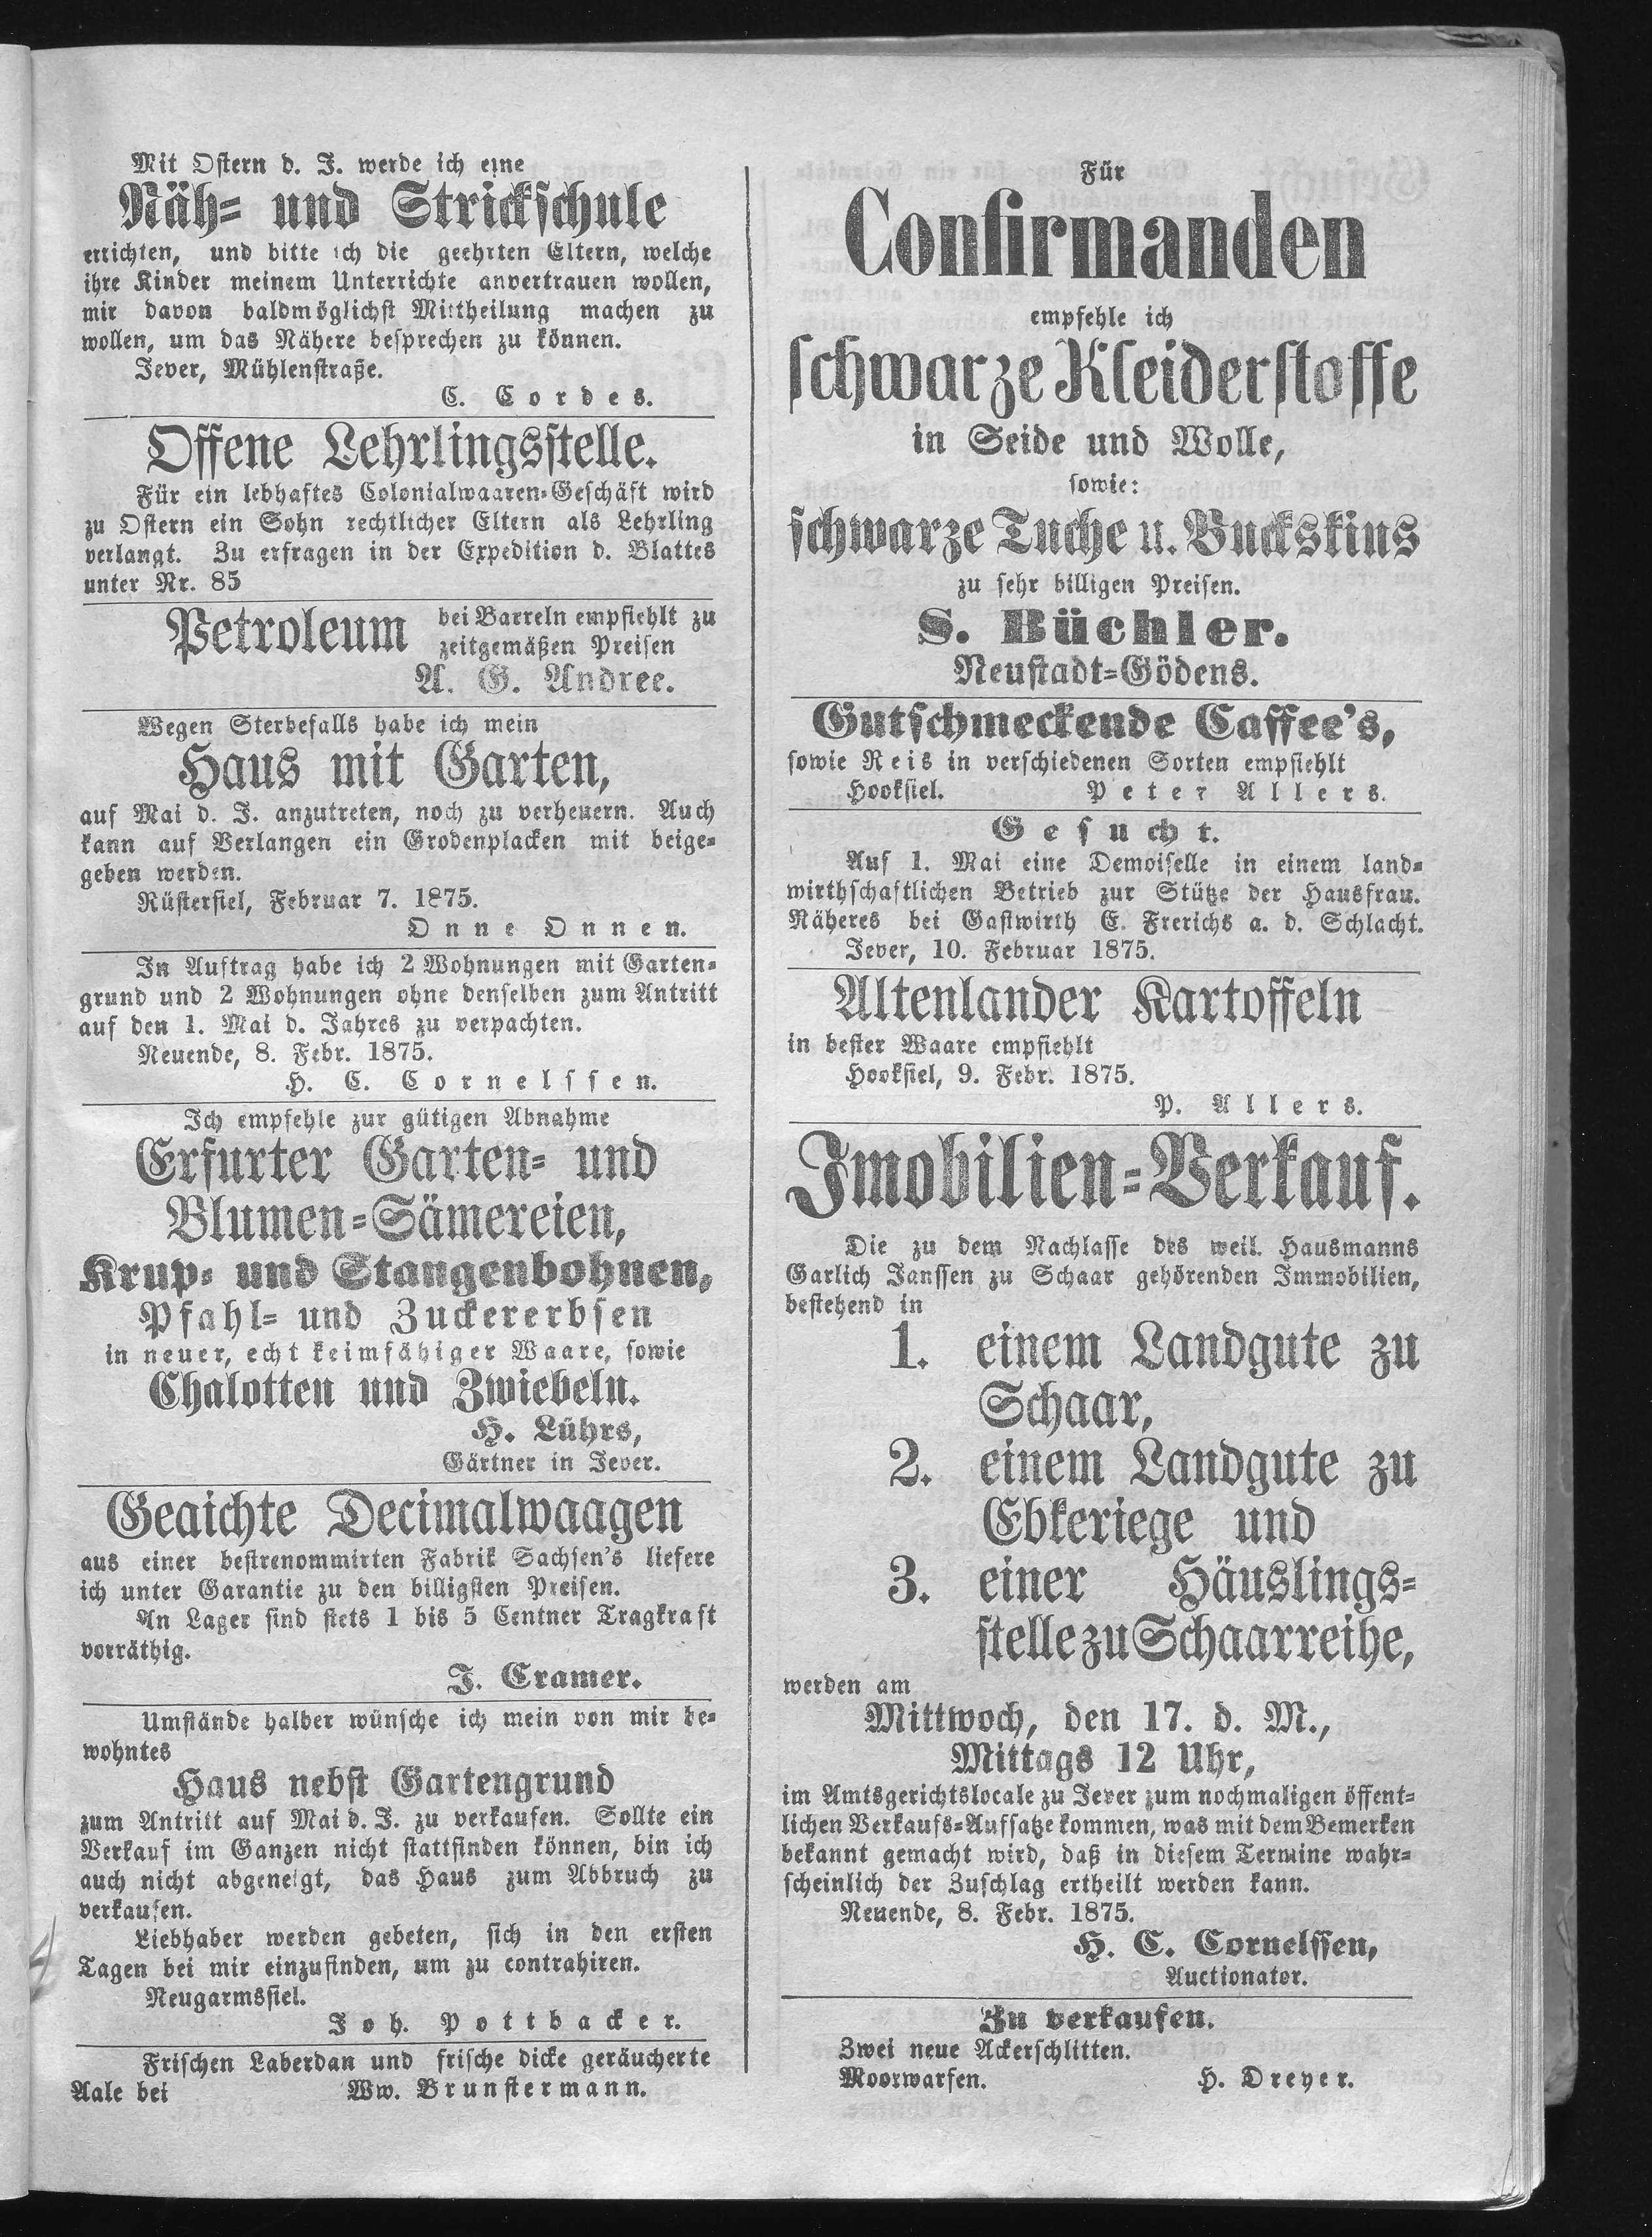 Mit Ostern d. J. werde ich eine
Näh- und Strickschule
errichten, und bitte ich die geehrten Eltern, welche
ihre Kinder meinem Unterrichte anvertrauen wollen,
mir davon baldmöglichst Mittheilung machen zu
wollen, um das Nähere besprechen zu können.
Jever, Mühlenstraße.
C. Cordes.
Offene Lehrlingsstelle.
Für ein lebhaftes Colonialwaaren-Geschäft wird
zu Ostern ein Sohn rechtlicher Eltern als Lehrling
verlangt. Zu erfragen in der Expedition d. Blattes
unter Nr. 85
Petroleum bei Barreln empfiehlt zu
zeitgemäßen Preisen
A. G. Andree.
Wegen Sterbefalls habe ich mein
Haus mit Garten,
auf Mai d. J. anzutreten, noch zu verheuern. Auch
kann auf Verlangen ein Grodenplacken mit beige-
geben werden.
Rüstersiel, Februar 7. 1875.
Onne Onnen.
In Auftrag habe ich 2 Wohnungen mit Garten-
grund und 2 Wohnungen ohne denselben zum Antritt
auf den 1. Mai d. Jahres zu verpachten.
Neuende, 8. Febr. 1875.
H. C. Cornelssen.
Ich empfehle zur gütigen Abnahme
Erfurter Garten- und
Blumen-Sämereien,
Krup- und Stangenbohnen,
Pfahl- und Zuckererbsen
in neuer, echt keimfähiger Waare, sowie
Chalotten und Zwiebeln.
H. Lührs,
Gärtner in Jever.
Geaichte Decimalwaagen
aus einer bestrenommirten Fabrik Sachsen's liefere
ich unter Garantie zu den billigsten Preisen.
An Lager sind stets 1 bis 5 Centner Tragkraft
vorräthig.
J. Cramer.
Umstände halber wünsche ich mein von mir be-
wohntes
Haus nebst Gartengrund
zum Antritt auf Mai d. J. zu verkaufen. Sollte ein
Verkauf im Ganzen nicht stattfinden können, bin ich
auch nicht abgeneigt, das Haus zum Abbruch zu
verkaufen.
Liebhaber werden gebeten, sich in den ersten
Tagen bei mir einzufinden, um zu contrahiren.
Neugarmssiel.
Joh. Pottbacker.
Frischen Laberdan und frische dicke geräucherte
Aale bei Ww. Brunstermann.
Für
Confirmanden
empfehle ich
schwarze Kleiderstoffe
in Seide und Wolle,
sowie:
schwarze Tuche u. Buckskins
zu sehr billigen Preisen.
S. Büchler.
Neustadt-Gödens.
Gutschmeckende Caffee's,
sowie Reis in verschiedenen Sorten empfiehlt
Hooksiel. Peter Allers.
Gesucht.
Auf 1. Mai eine Demoiselle in einem land-
wirthschaftlichen Betrieb zur Stütze der Hausfrau.
Näheres bei Gastwirth E. Frerichs a. d. Schlacht.
Jever, 10. Februar 1875.
Altenlander Kartoffeln
in bester Waare empfiehlt
Hooksiel, 9. Febr. 1875.
P. Allers.
Imobilien-Verkauf.
Die zu dem Nachlasse des weil. Hausmanns
Garlich Janssen zu Schaar gehörenden Immobilien,
bestehend in
1. einem Landgute zu
Schaar,
2. einem Landgute zu
Ebkeriege und
3. einer Häuslings-
stelle zu Schaarreihe,
werden am
Mittwoch, den 17. d. M.,
Mittags 12 Uhr,
im Amtsgerichtslocale zu Jever zum nochmaligen öffent-
lichen Verkaufs-Aufsatze kommen, was mit dem Bemerken
bekannt gemacht wird, daß in diesem Termine wahr-
scheinlich der Zuschlag ertheilt werden kann.
Neuende, 8. Febr. 1875.
H. C. Cornelssen,
Auctionator.
Zu verkaufen.
Zwei neue Ackerschlitten.
Moorwarfen. H. Dreyer.